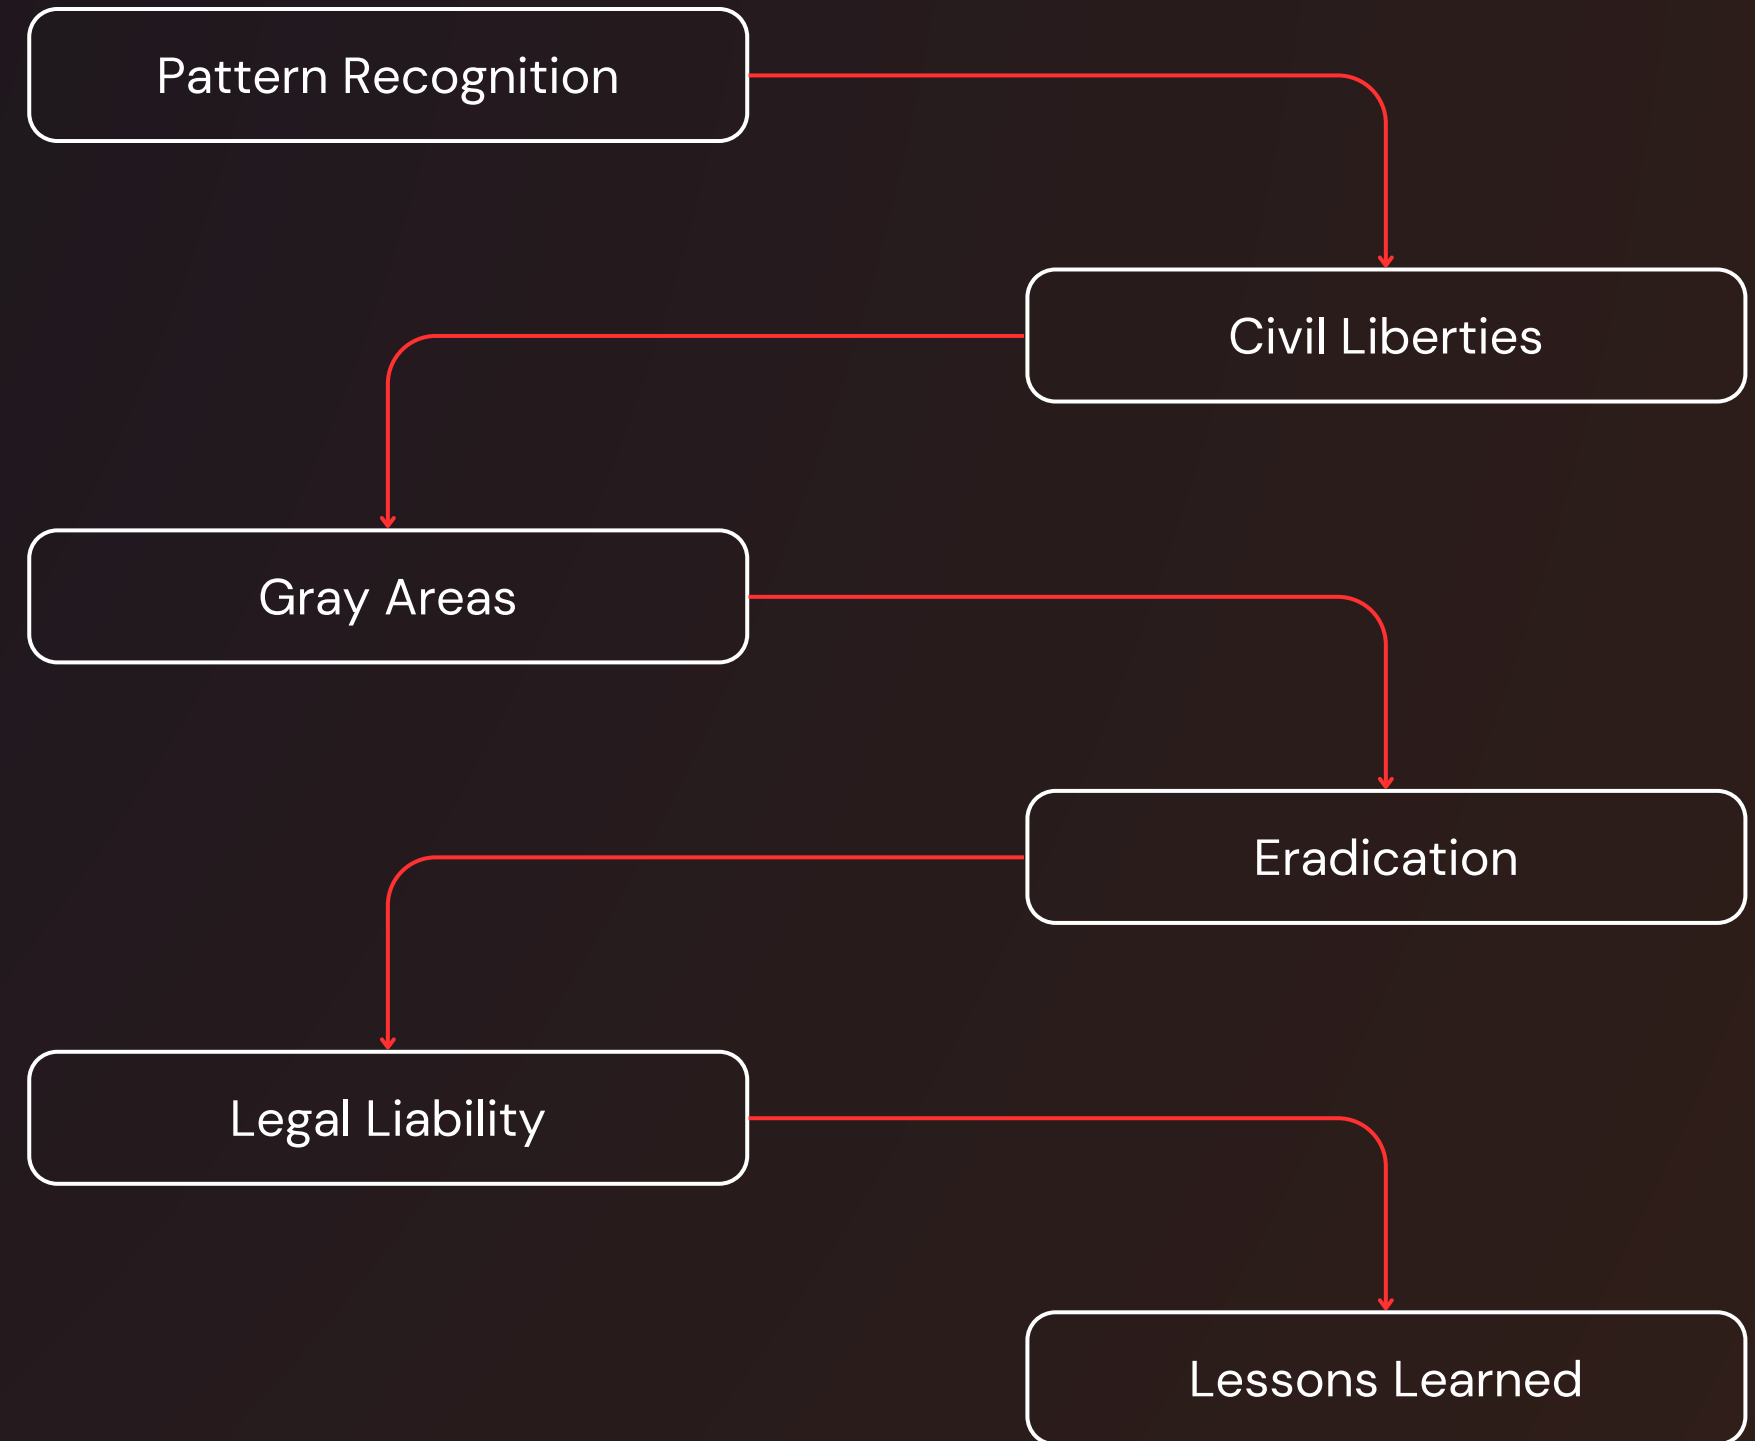 Pattern Recognition
Civil Liberties
Gray Areas
Eradication
Legal Liability
Lessons Learned